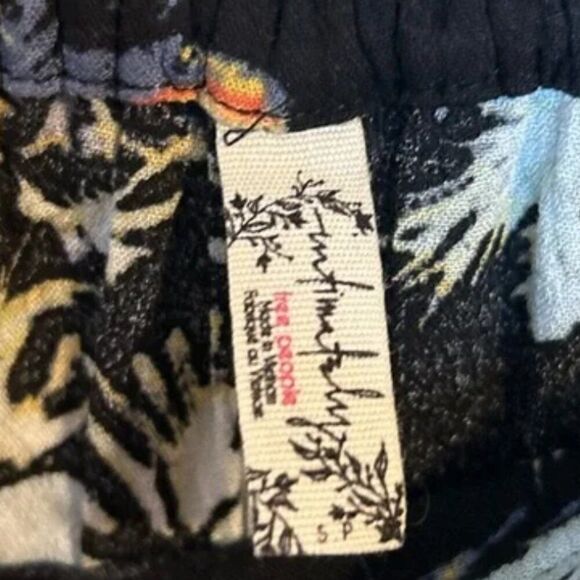 intimately
free people
Made in Mexico
Fabriqué au Mexique
S P